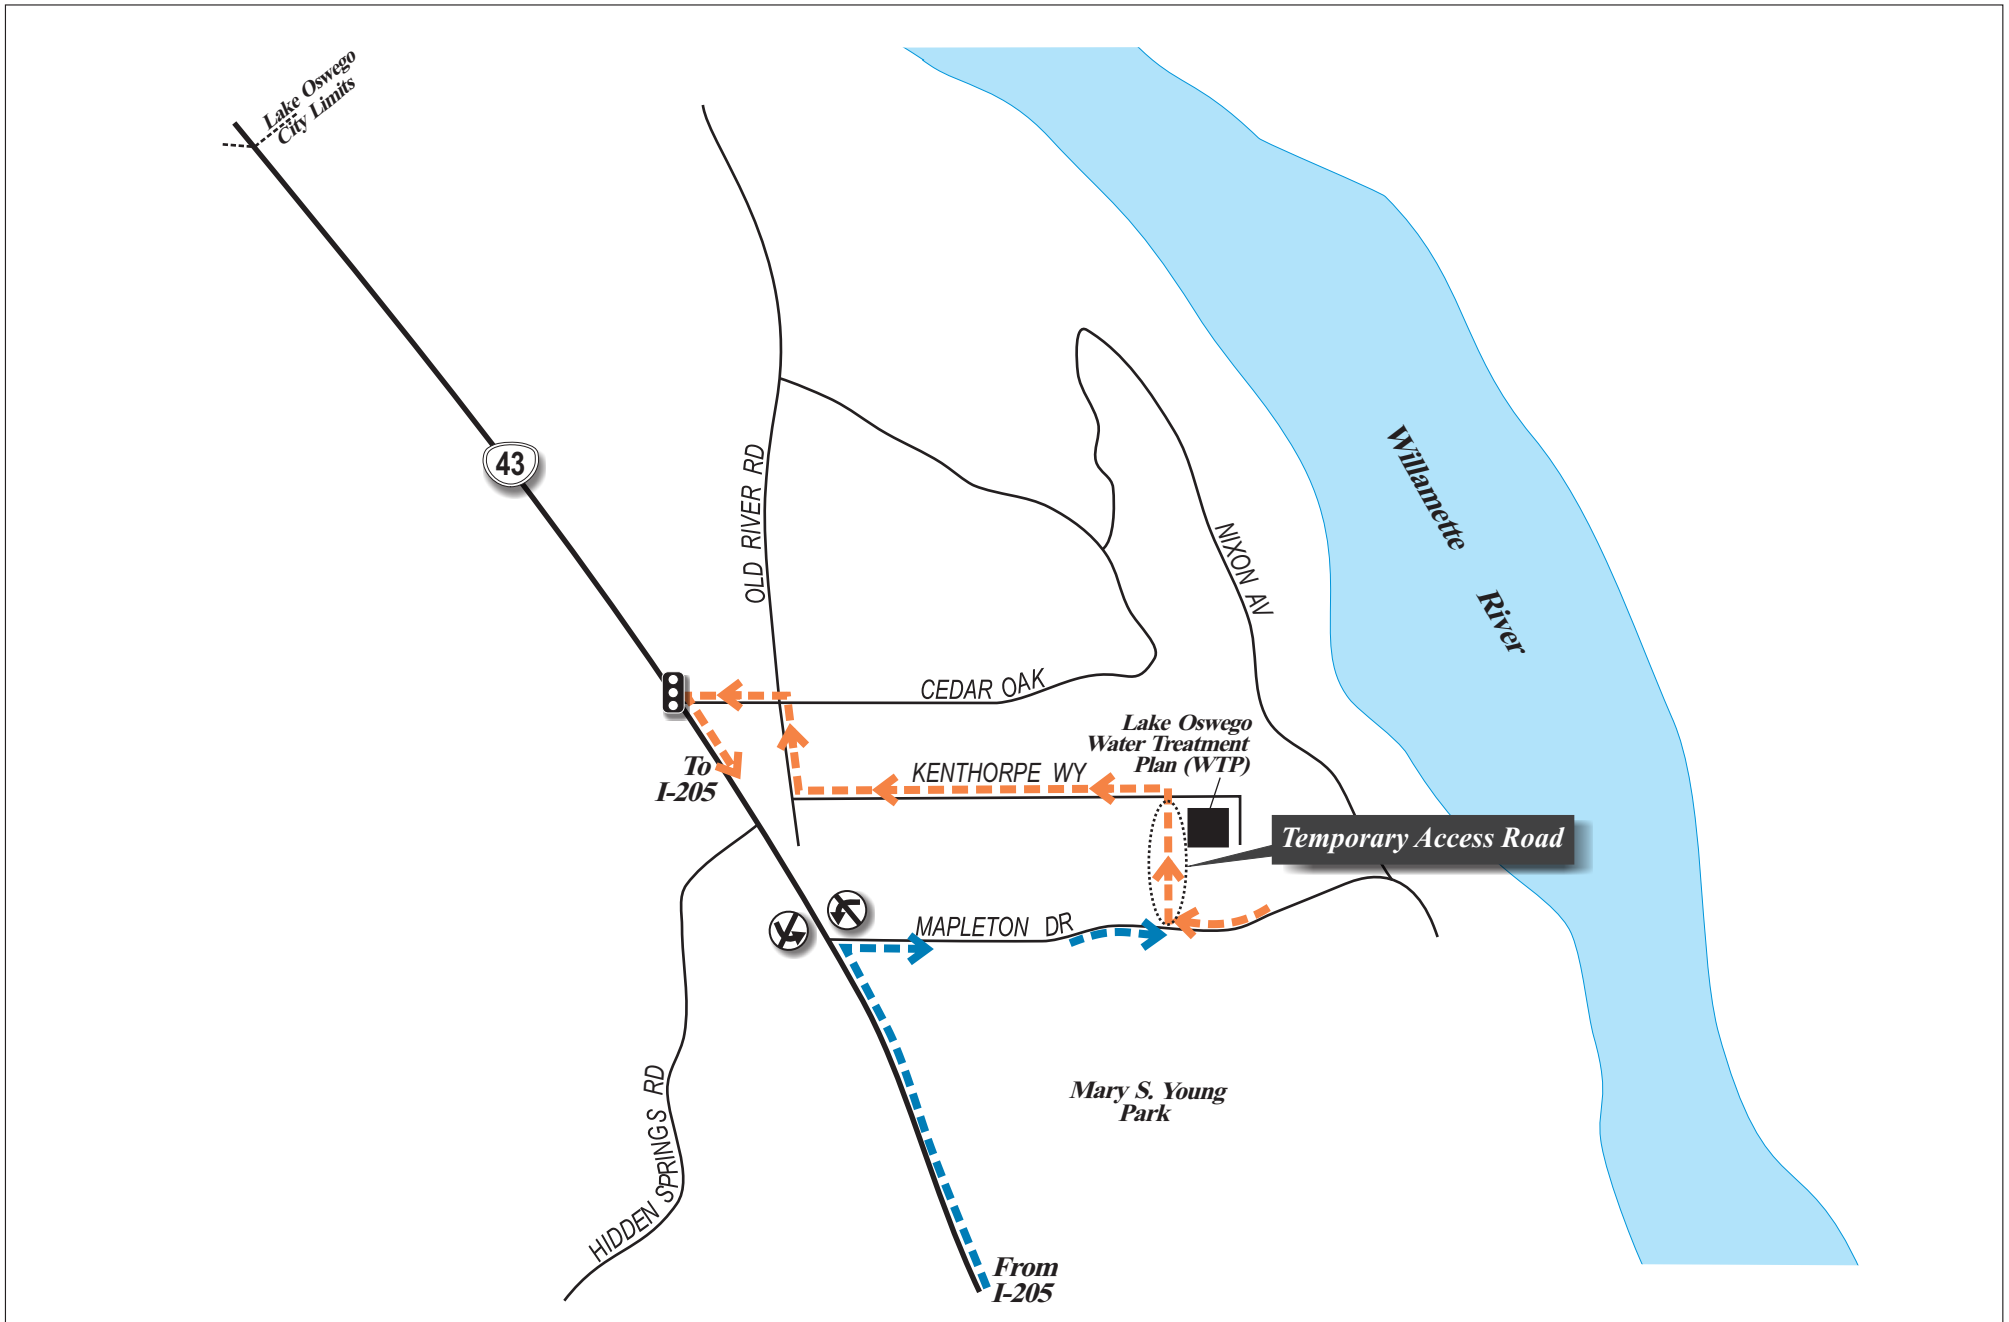 Lake Oswego
City Limits
43
OLD RIVER RD
Willamette
River
NIXON AV
CEDAR OAK
Lake Oswego
Water Treatment
Plan (WTP)
To
I-205
KENTHORPE WY
Temporary Access Road
MAPLETON DR
Mary S. Young
Park
HIDDEN SPRINGS RD
From
I-205